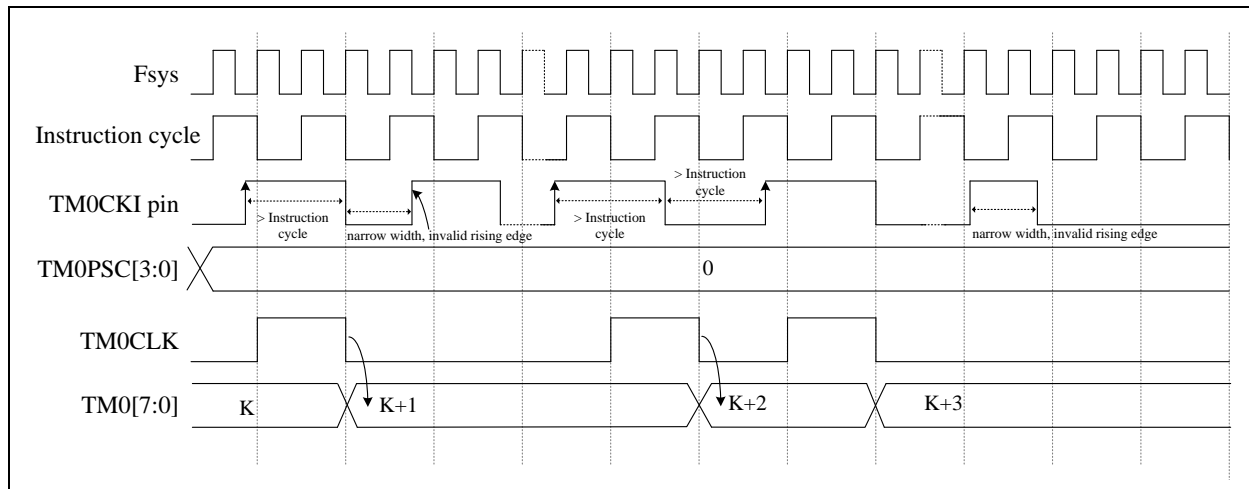 Fsys
Instruction cycle
TM0CKI pin
> Instruction
cycle
narrow width, invalid rising edge
> Instruction
cycle
> Instruction
cycle
narrow width, invalid rising edge
TM0PSC[3:0]
0
TM0CLK
TM0[7:0]
K
K+1
K+2
K+3